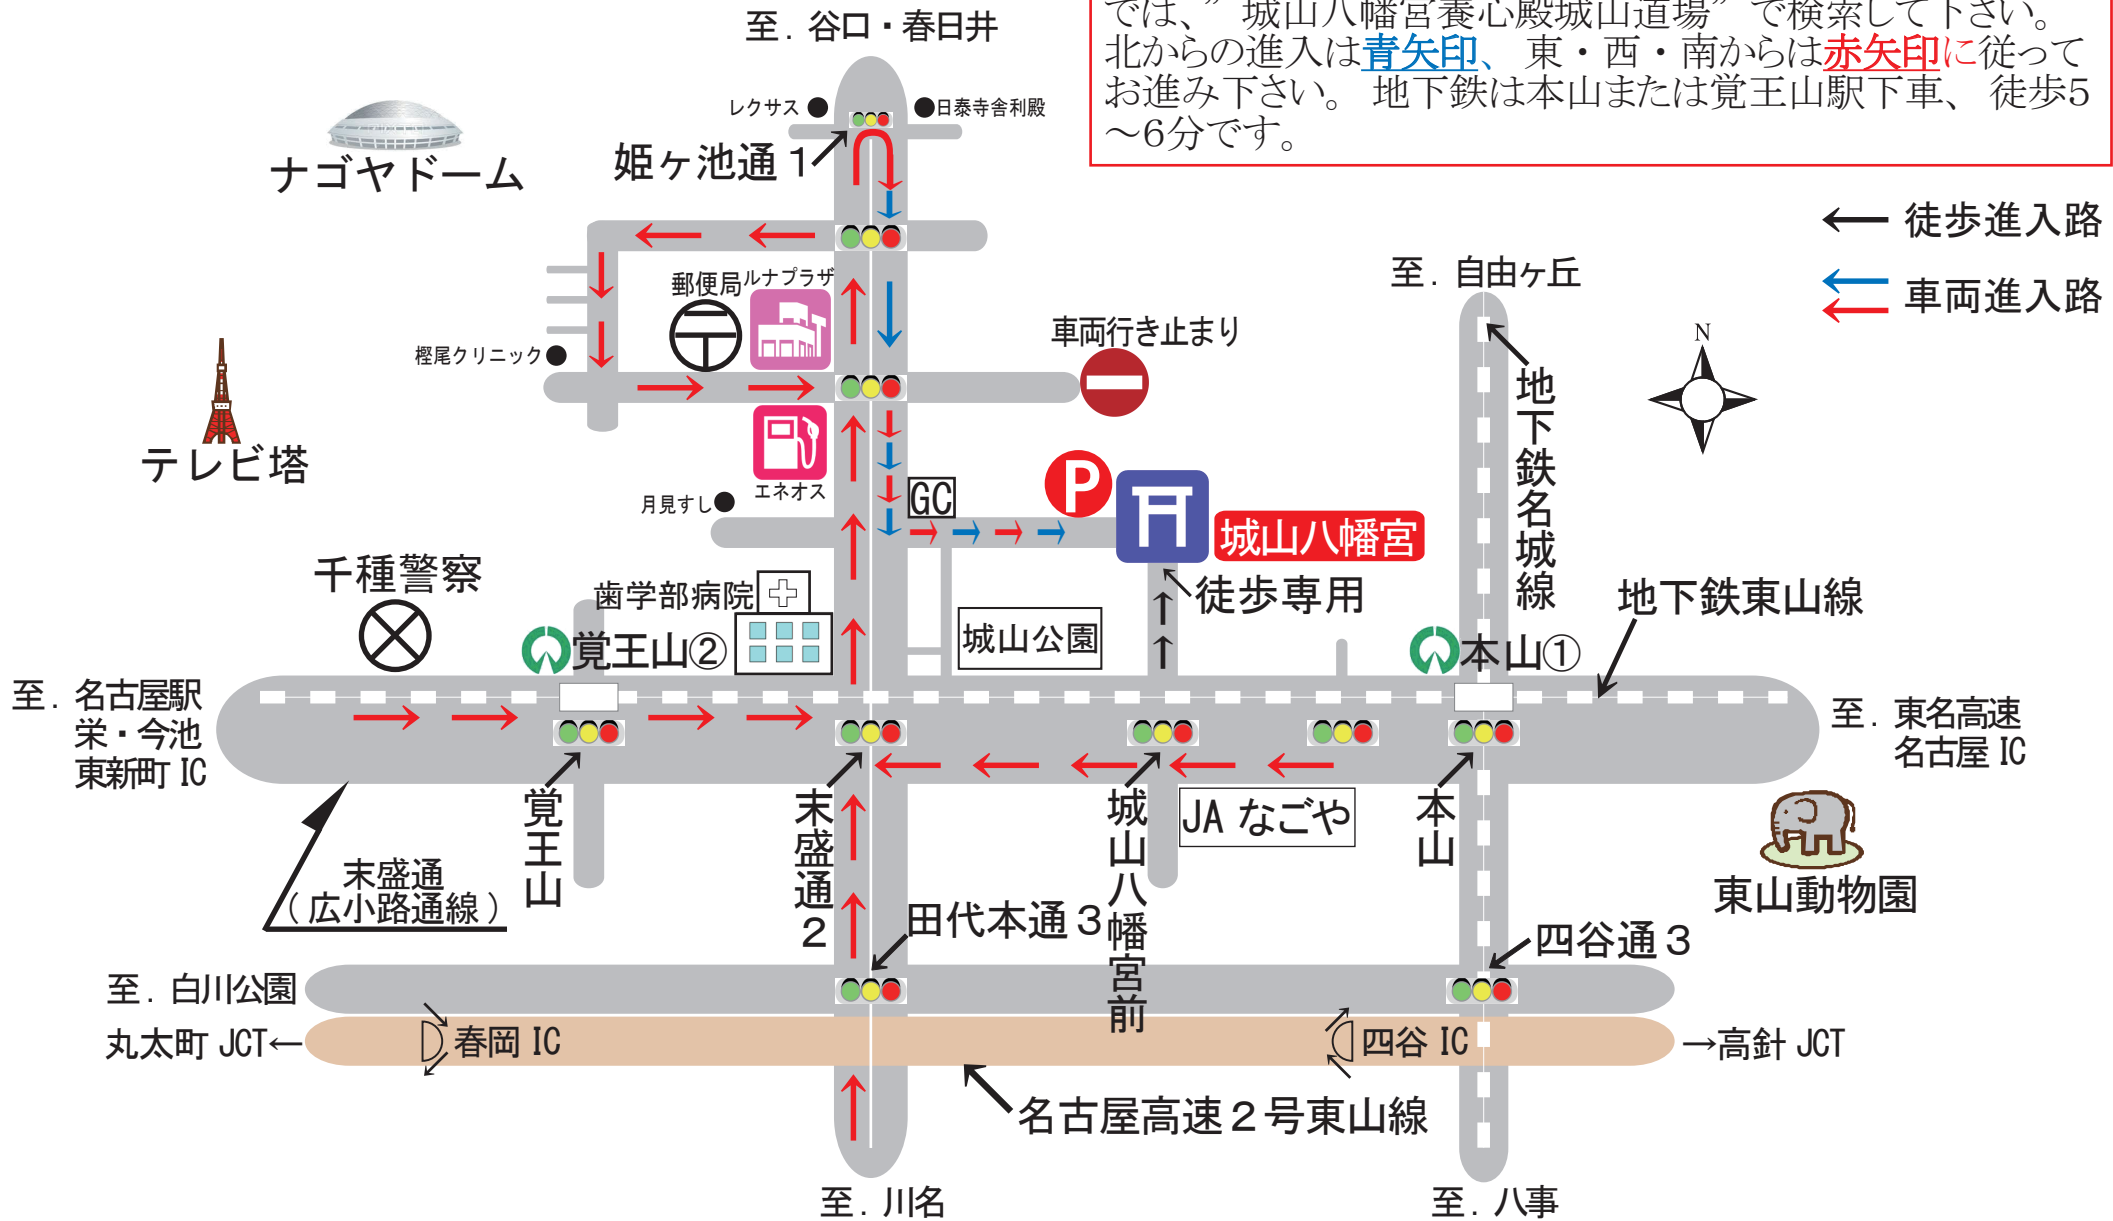 では、”城山八幡宮養心殿城山道場”で検索して下さい。
北からの進入は青矢印、東・西・南からは赤矢印に従って
お進み下さい。地下鉄は本山または覚王山駅下車、徒歩5
～6分です。
至．谷口・春日井
レクサス
日泰寺舎利殿
姫ヶ池通1
ナゴヤドーム
徒歩進入路
車両進入路
至．自由ヶ丘
郵便局
ルナプラザ
車両行き止まり
N
樫尾クリニック
地下鉄名城線
テレビ塔
エネオス
月見すし
GC
P
城山八幡宮
千種警察
歯学部病院
徒歩専用
地下鉄東山線
城山公園
覚王山②
本山①
至．名古屋駅
栄・今池
東新町 IC
至．東名高速
名古屋 IC
覚王山
末盛通2
城山八幡宮前
JA なごや
本山
末盛通
(広小路通線)
東山動物園
田代本通3
四谷通3
至．白川公園
丸太町 JCT←
春岡 IC
四谷 IC
→高針 JCT
名古屋高速2号東山線
至．川名
至．八事